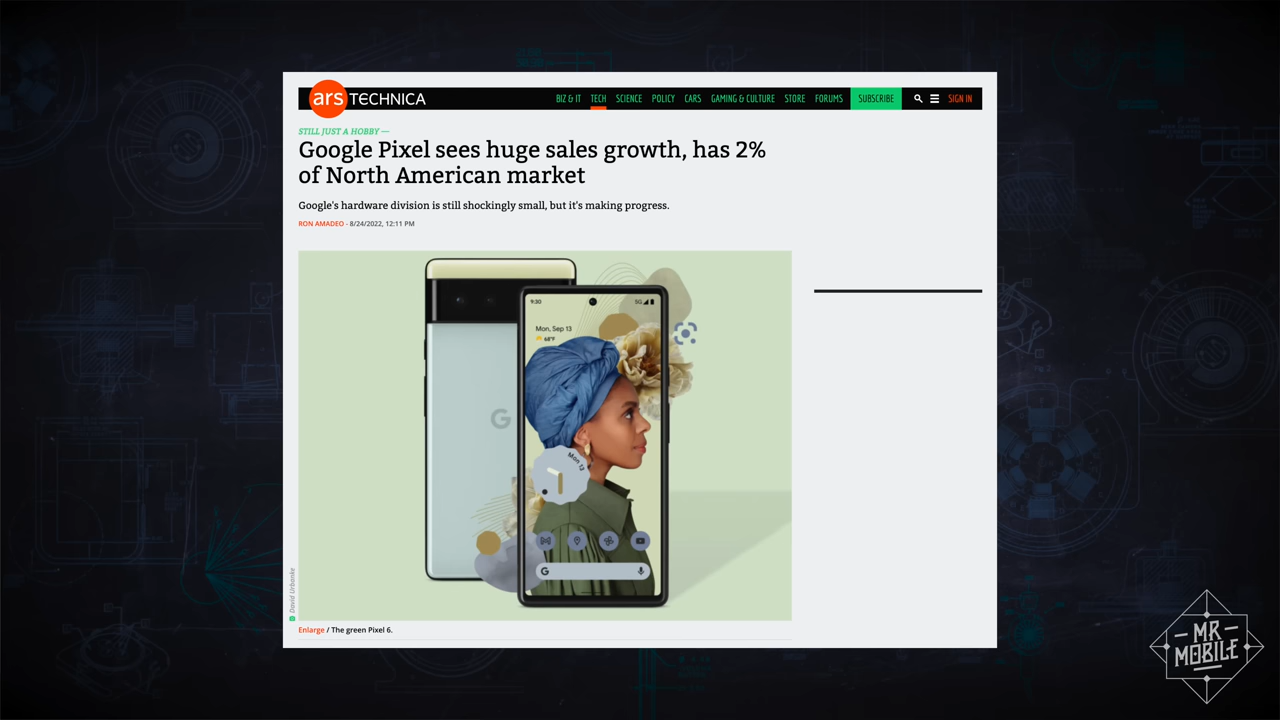 ars TECHNICA
BIZ & IT TECH SCIENCE POLICY CARS GAMING & CULTURE STORE FORUMS SUBSCRIBE SIGN IN
STILL JUST A HOBBY —
Google Pixel sees huge sales growth, has 2%
of North American market
Google's hardware division is still shockingly small, but it's making progress.
RON AMADEO - 8/24/2022, 12:11 PM
9:30 5G
Mon, Sep 13
68°F
G
Mon 13
G
David Urbanke
Enlarge / The green Pixel 6.
MR
MOBILE